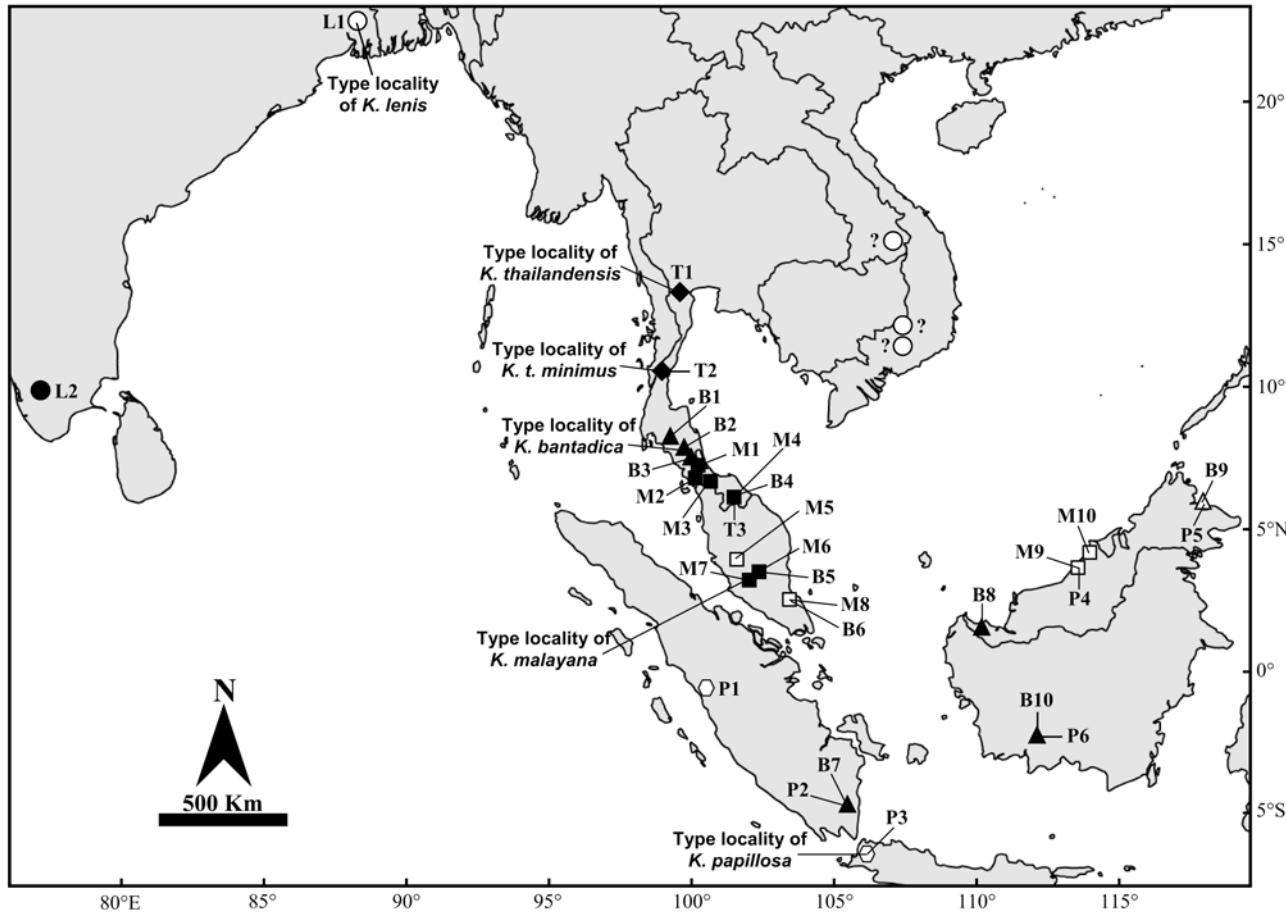 L1
Type locality
of K. lenis
20°
15°
?
Type locality of
K. thailandensis
T1
?
?
Type locality of
K. t. minimus
T2
10°
L2
B1
Type locality of
K. bantadica
B2
M1
M4
B3
M2
B4
B9
M3
T3
M5
M10
P5
5°N
M6
M9
M7
B5
P4
B8
M8
Type locality of
K. malayana
B6
0°
N
P1
B10
P6
B7
500 Km
P2
5°S
Type locality of
K. papillosa
P3
80°E
85°
90°
95°
100°
105°
110°
115°